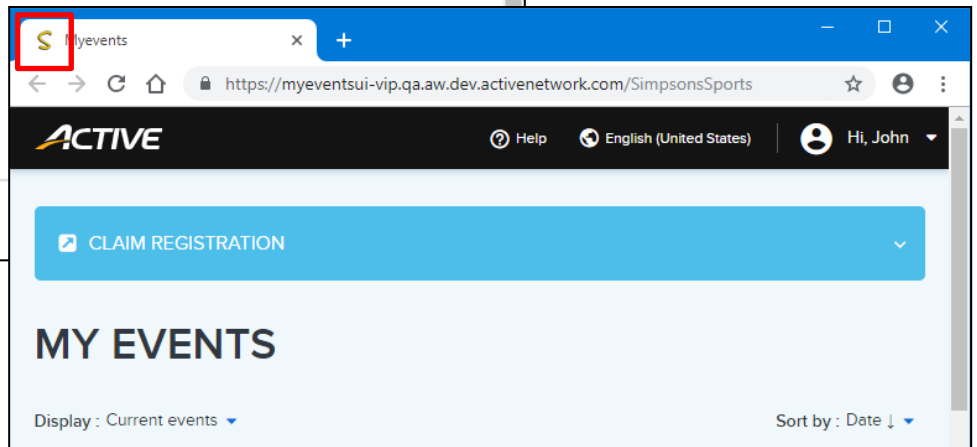 S Myevents
https://myeventsui-vip.qa.aw.dev.activenetwork.com/SimpsonsSports
ACTIVE Help English (United States) Hi, John
CLAIM REGISTRATION
MY EVENTS
Display : Current events Sort by : Date ↓